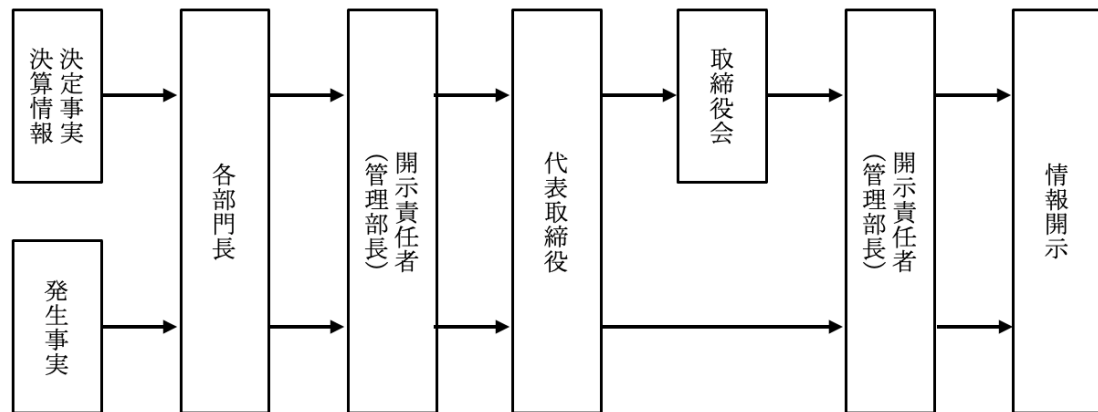 決定事実
決算情報
発生事実
各部門長
開示責任者
(管理部長)
代表取締役
取締役会
開示責任者
(管理部長)
情報開示